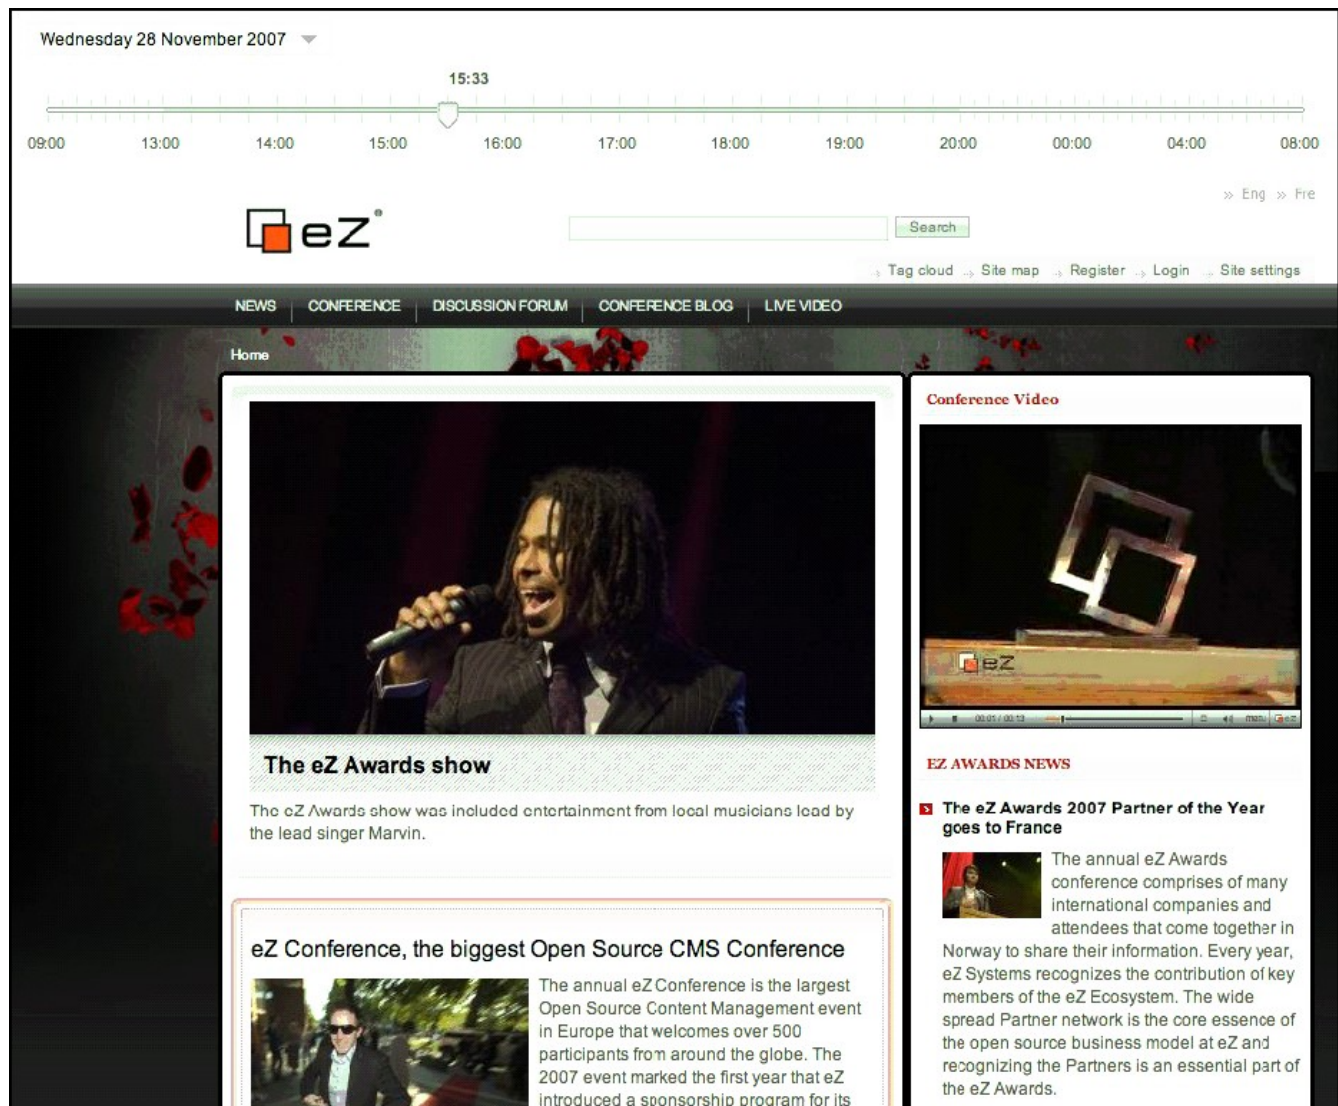 Wednesday 28 November 2007
15:33
09:00 13:00 14:00 15:00 16:00 17:00 18:00 19:00 20:00 00:00 04:00 08:00
» Eng » Fre
eZ®
Search
Tag cloud Site map Register Login Site settings
NEWS CONFERENCE DISCUSSION FORUM CONFERENCE BLOG LIVE VIDEO
Home
The eZ Awards show
The eZ Awards show was included entertainment from local musicians lead by
the lead singer Marvin.
eZ Conference, the biggest Open Source CMS Conference
The annual eZ Conference is the largest
Open Source Content Management event
in Europe that welcomes over 500
participants from around the globe. The
2007 event marked the first year that eZ
introduced a sponsorship program for its
Conference Video
eZ
00:01 / 00:13 menu eZ
EZ AWARDS NEWS
The eZ Awards 2007 Partner of the Year
goes to France
The annual eZ Awards
conference comprises of many
international companies and
attendees that come together in
Norway to share their information. Every year,
eZ Systems recognizes the contribution of key
members of the eZ Ecosystem. The wide
spread Partner network is the core essence of
the open source business model at eZ and
recognizing the Partners is an essential part of
the eZ Awards.